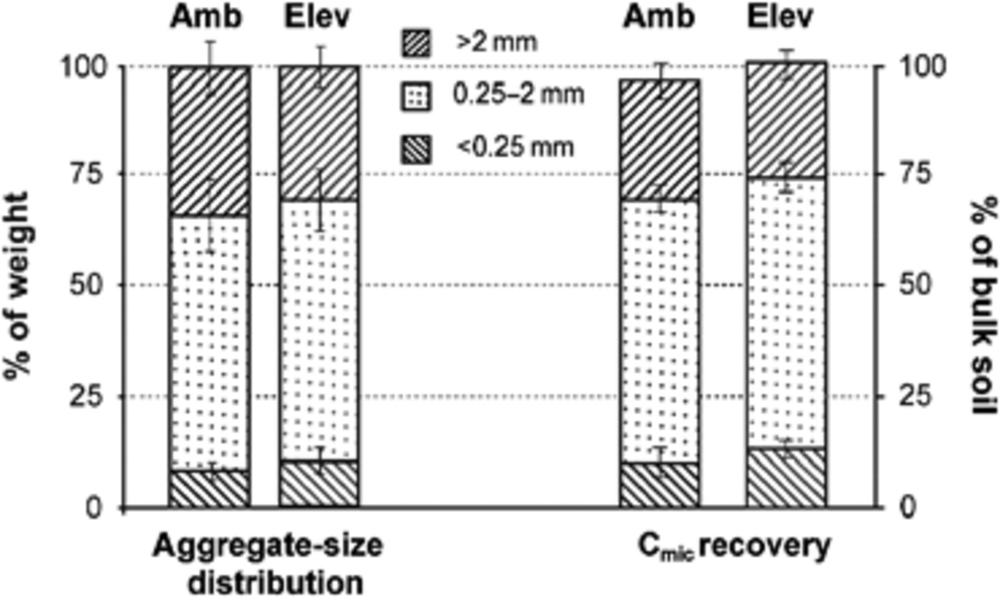 Amb Elev Amb Elev
>2 mm
0.25–2 mm
<0.25 mm
100
75
50
25
0
% of weight
100
75
50
25
0
% of bulk soil
Aggregate-size
distribution
Cmic recovery